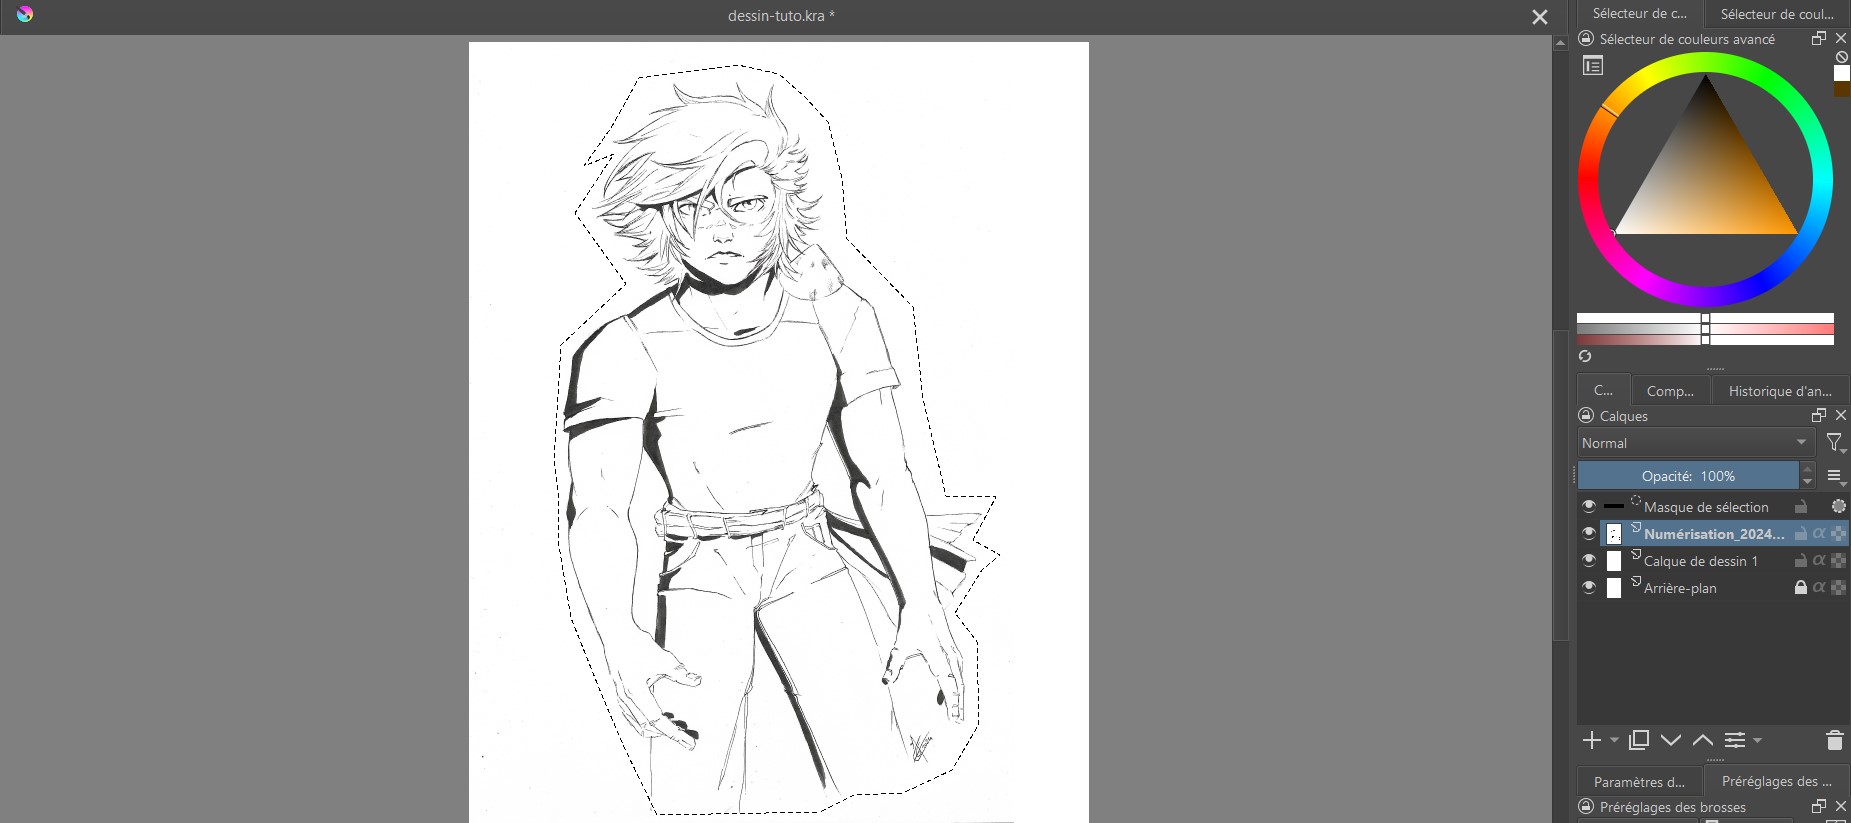 dessin-tuto.kra *
Sélecteur de c...
Sélecteur de coul...
Sélecteur de couleurs avancé
C...
Comp...
Historique d'an...
Calques
Normal
Opacité: 100%
Masque de sélection
Numérisation_2024...
α
Calque de dessin 1
α
Arrière-plan
α
Paramètres d...
Préréglages des ...
Préréglages des brosses